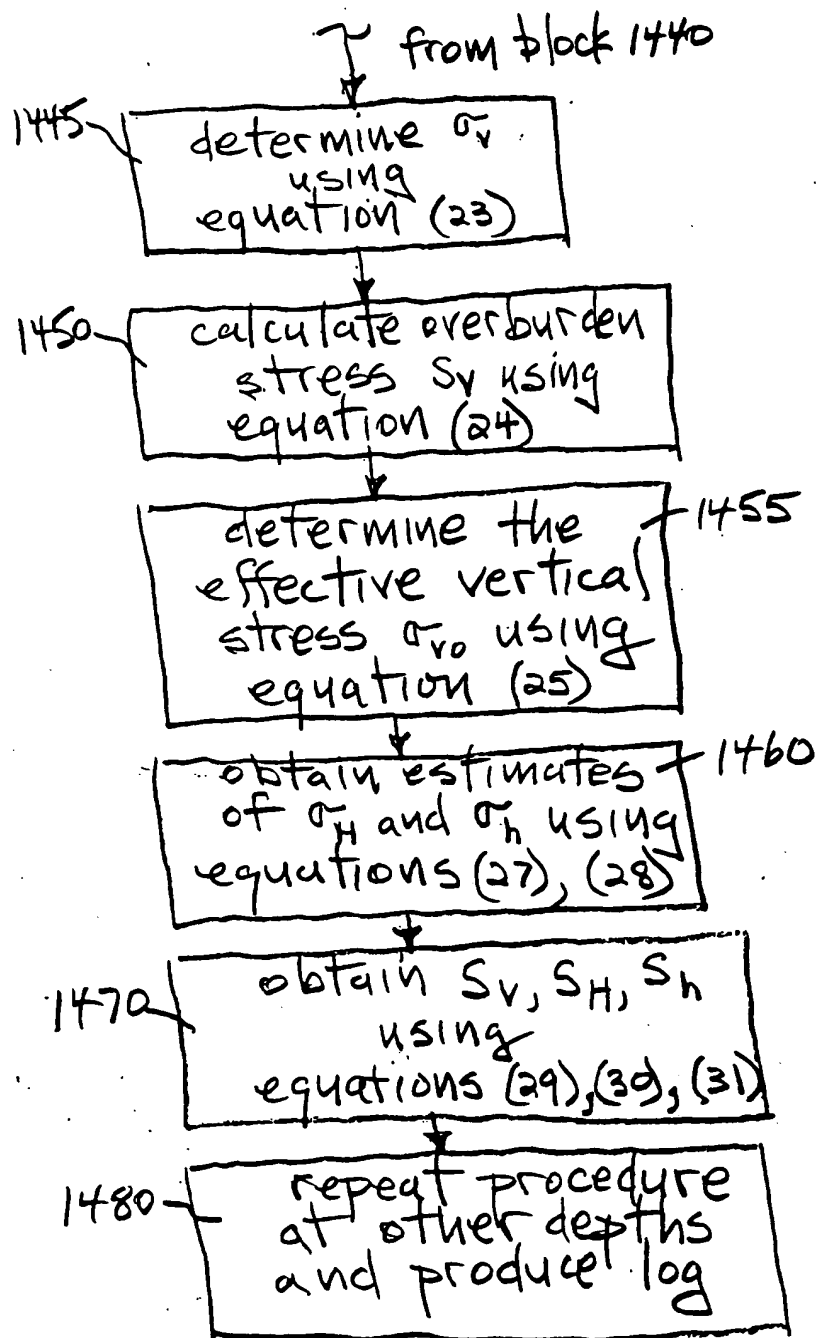 from block 1440
1445
determine σv
using
equation (23)
1450
calculate overburden
stress Sv using
equation (24)
1455
determine the
effective vertical
stress σvo using
equation (25)
1460
obtain estimates
of σH and σh using
equations (27), (28)
1470
obtain Sv, SH, Sh
using
equations (29), (30), (31)
1480
repeat procedure
at other depths
and produce log